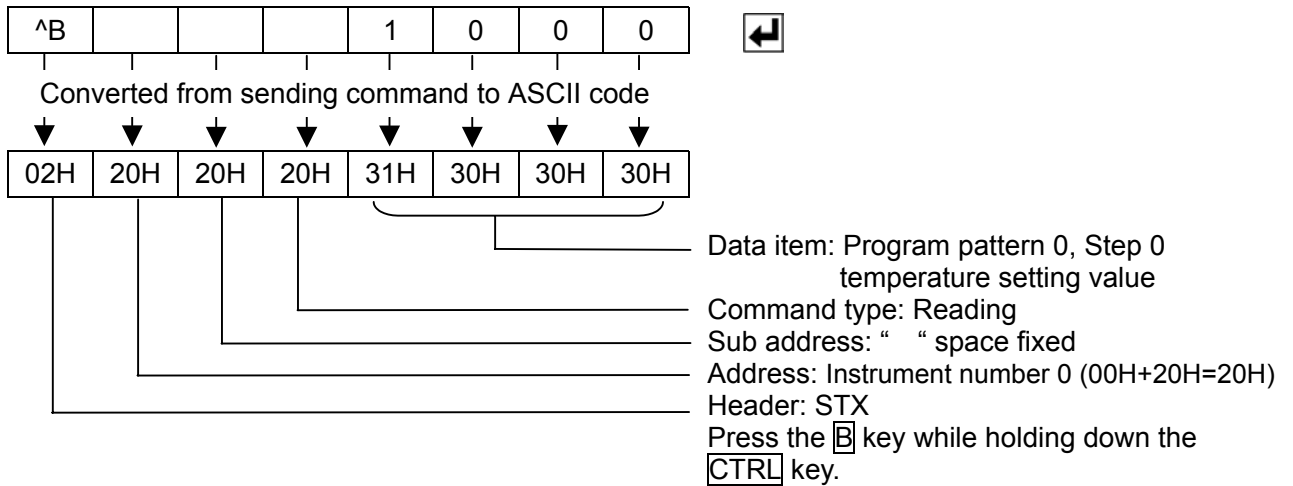 ^B 1 0 0 0
Converted from sending command to ASCII code
02H 20H 20H 20H 31H 30H 30H 30H
Data item: Program pattern 0, Step 0
temperature setting value
Command type: Reading
Sub address: “ “ space fixed
Address: Instrument number 0 (00H+20H=20H)
Header: STX
Press the B key while holding down the
CTRL key.